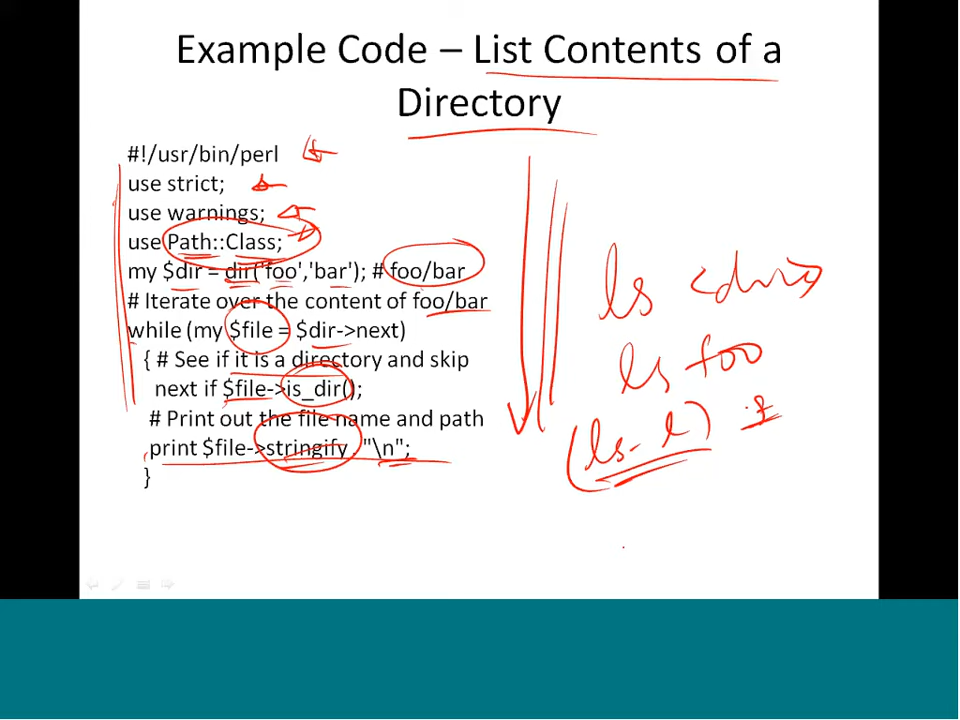 Example Code – List Contents of a
Directory
#!/usr/bin/perl
use strict;
use warnings;
use Path::Class;
my $dir = dir('foo','bar'); # foo/bar
# Iterate over the content of foo/bar
while (my $file = $dir->next)
{ # See if it is a directory and skip
next if $file->is_dir();
# Print out the file name and path
print $file->stringify . "\n";
}
ls <dir>
ls foo
(ls -l)